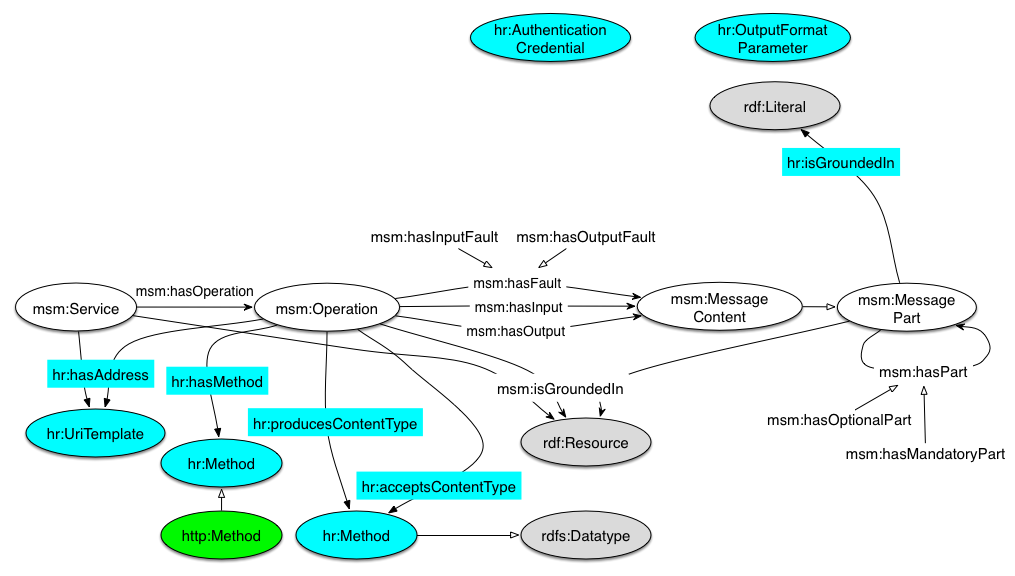 hr:Authentication
Credential
hr:OutputFormat
Parameter
rdf:Literal
hr:isGroundedIn
msm:hasInputFault
msm:hasOutputFault
msm:hasFault
msm:hasOperation
msm:Service
msm:Operation
msm:hasInput
msm:hasOutput
msm:Message
Content
msm:Message
Part
hr:hasAddress
hr:hasMethod
msm:isGroundedIn
msm:hasPart
hr:producesContentType
msm:hasOptionalPart
hr:UriTemplate
rdf:Resource
msm:hasMandatoryPart
hr:Method
hr:acceptsContentType
http:Method
hr:Method
rdfs:Datatype